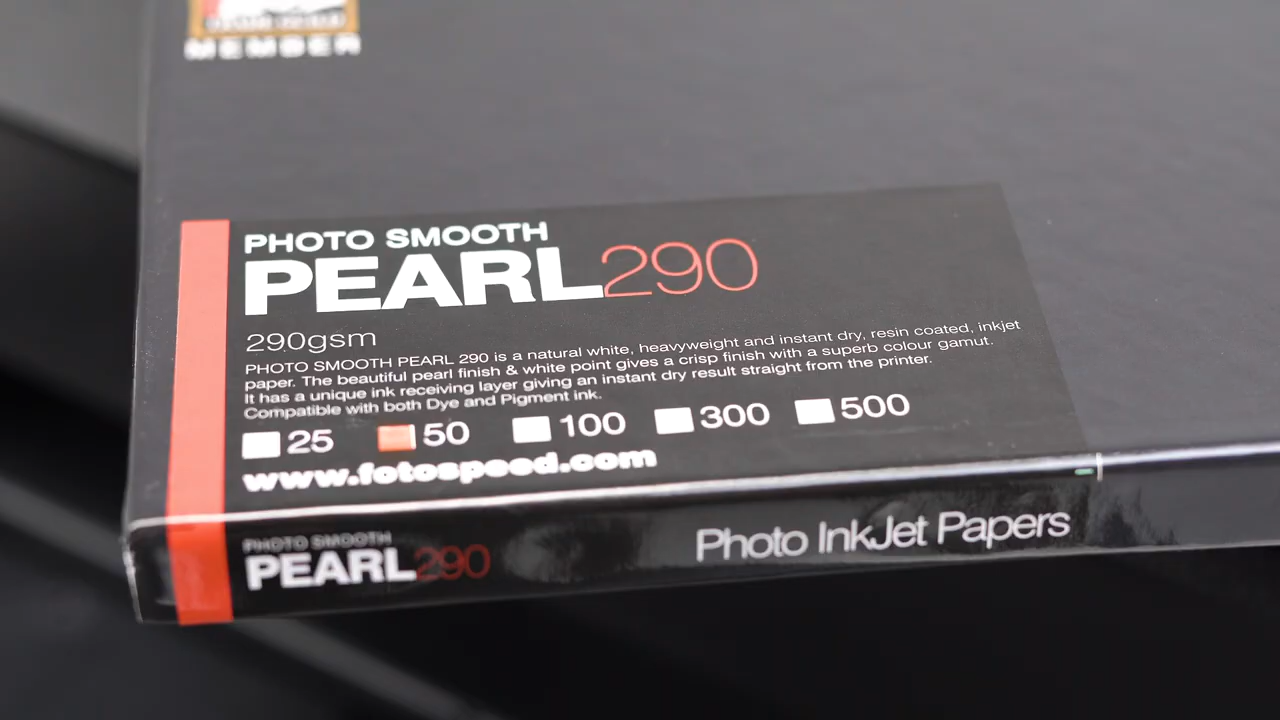 MEMBER
PHOTO SMOOTH
PEARL290
290gsm
PHOTO SMOOTH PEARL 290 is a natural white, heavyweight and instant dry, resin coated, inkjet
paper. The beautiful pearl finish & white point gives a crisp finish with a superb colour gamut.
It has a unique ink receiving layer giving an instant dry result straight from the printer.
Compatible with both Dye and Pigment ink.
25 50 100 300 500
www.fotospeed.com
PHOTO SMOOTH
PEARL290
Photo InkJet Papers